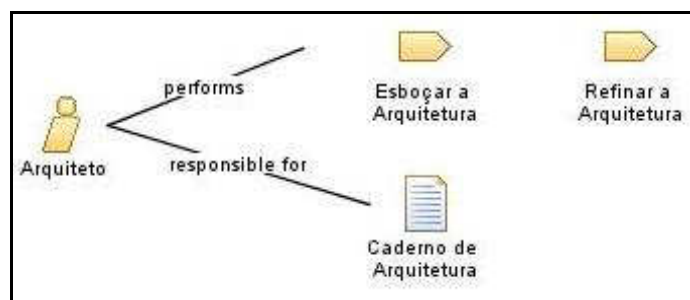 performs
Esboçar a
Arquitetura
Refinar a
Arquitetura
Arquiteto
responsible for
Caderno de
Arquitetura